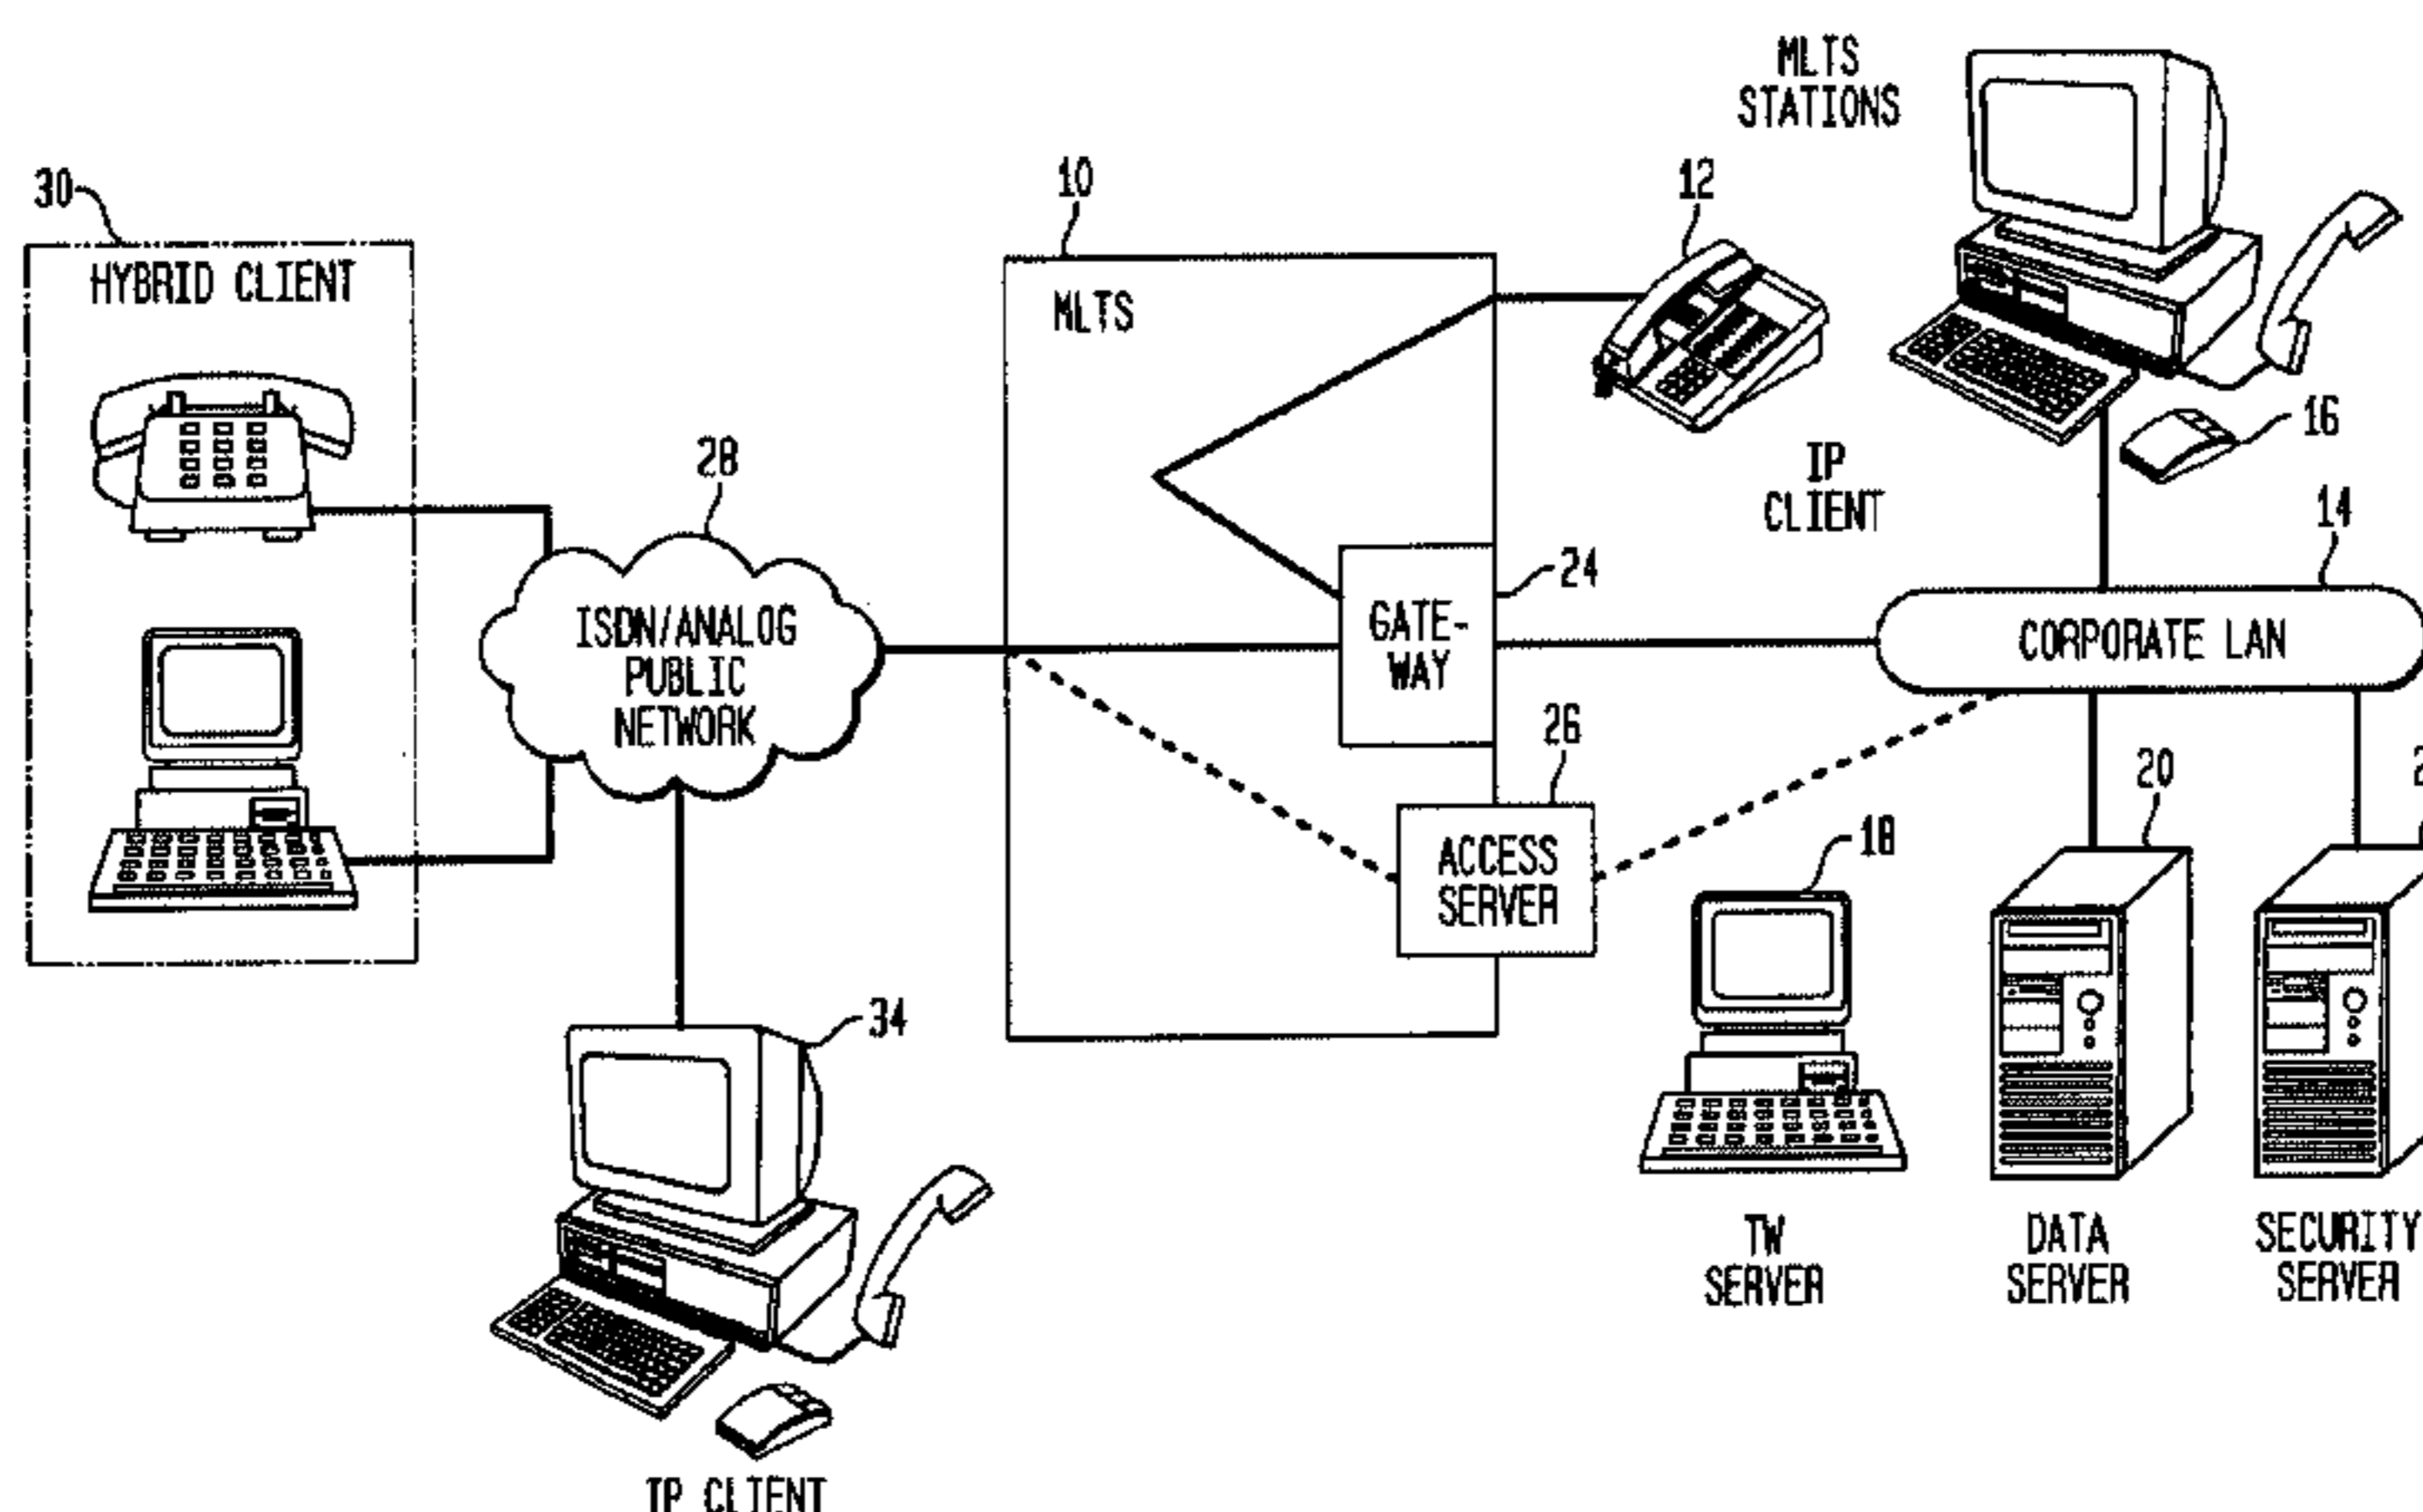 MLTS
STATIONS
30
HYBRID CLIENT
10
MLTS
12
16
IP
CLIENT
28
ISDN/ANALOG
PUBLIC
NETWORK
24
GATE-
WAY
14
CORPORATE LAN
26
ACCESS
SERVER
18
20
34
TW
SERVER
DATA
SERVER
SECURITY
SERVER
IP CLIENT